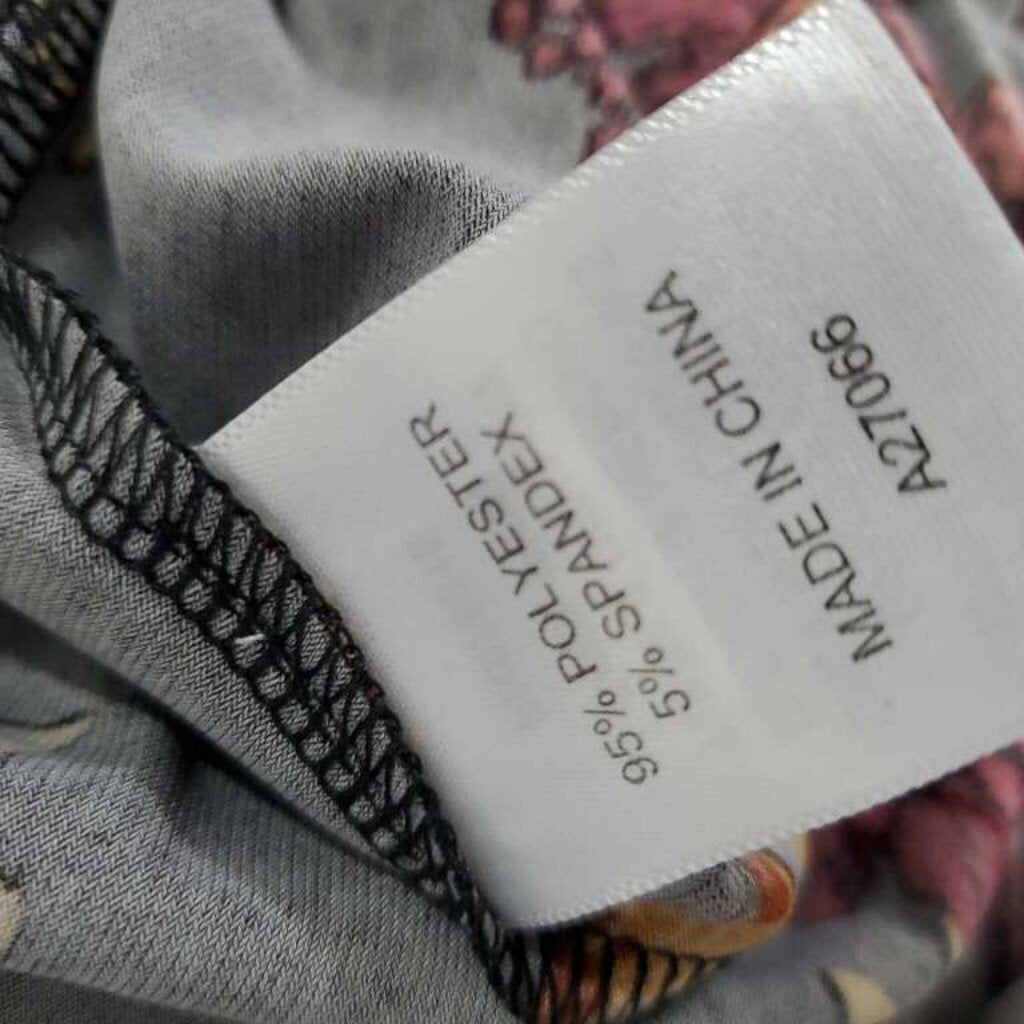 95% POLYESTER
5% SPANDEX
MADE IN CHINA
A27066